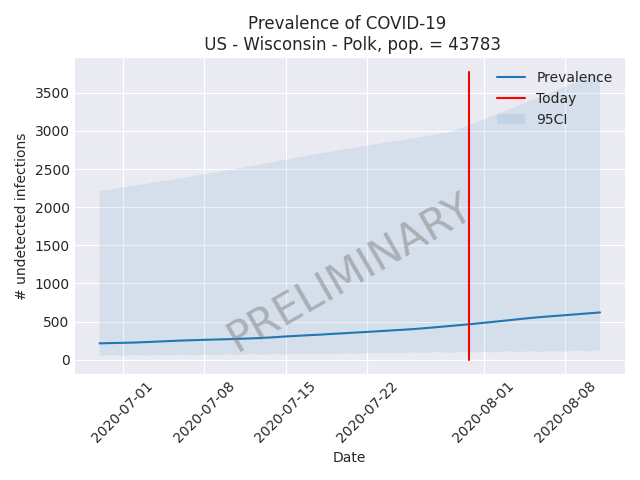 Prevalence of COVID-19
US - Wisconsin - Polk, pop. = 43783
Prevalence
Today
95CI
# undetected infections
3500
3000
2500
2000
1500
1000
500
0
PRELIMINARY
2020-07-01
2020-07-08
2020-07-15
2020-07-22
2020-08-01
2020-08-08
Date